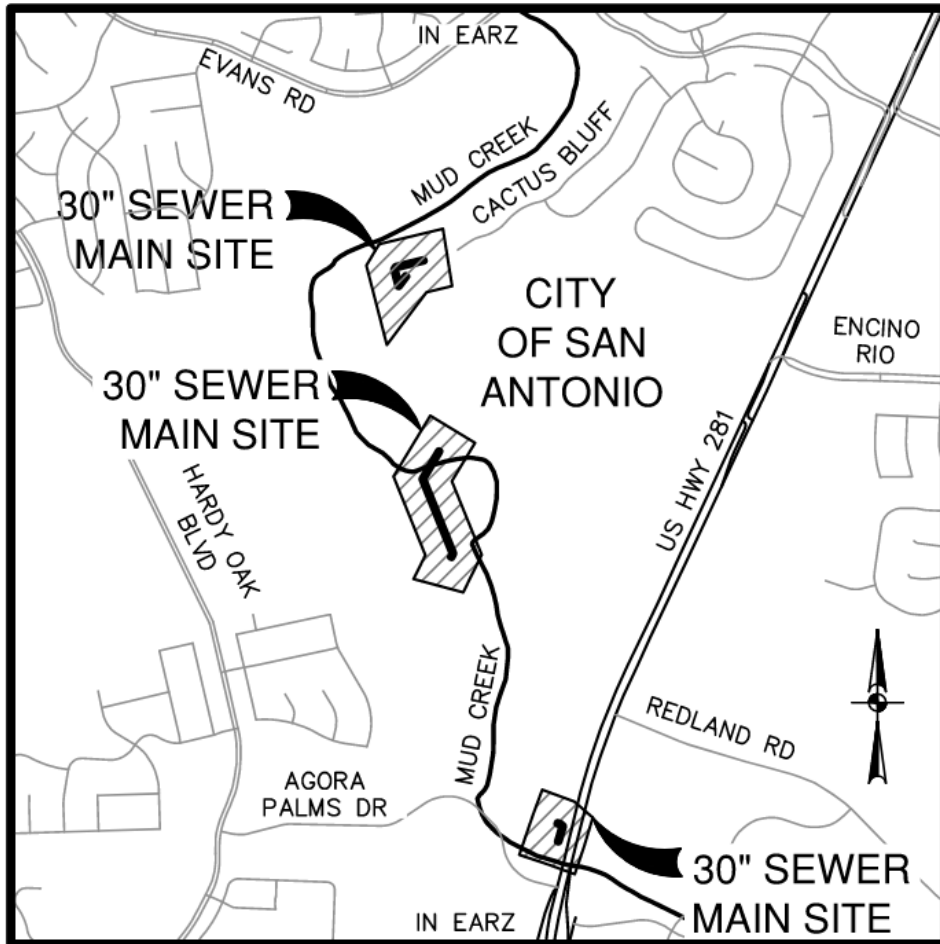 IN EARZ
EVANS RD
MUD CREEK
CACTUS BLUFF
30" SEWER
MAIN SITE
CITY
OF SAN
ANTONIO
ENCINO
RIO
30" SEWER
MAIN SITE
US HWY 281
HARDY OAK
BLVD
MUD CREEK
REDLAND RD
AGORA
PALMS DR
30" SEWER
MAIN SITE
IN EARZ